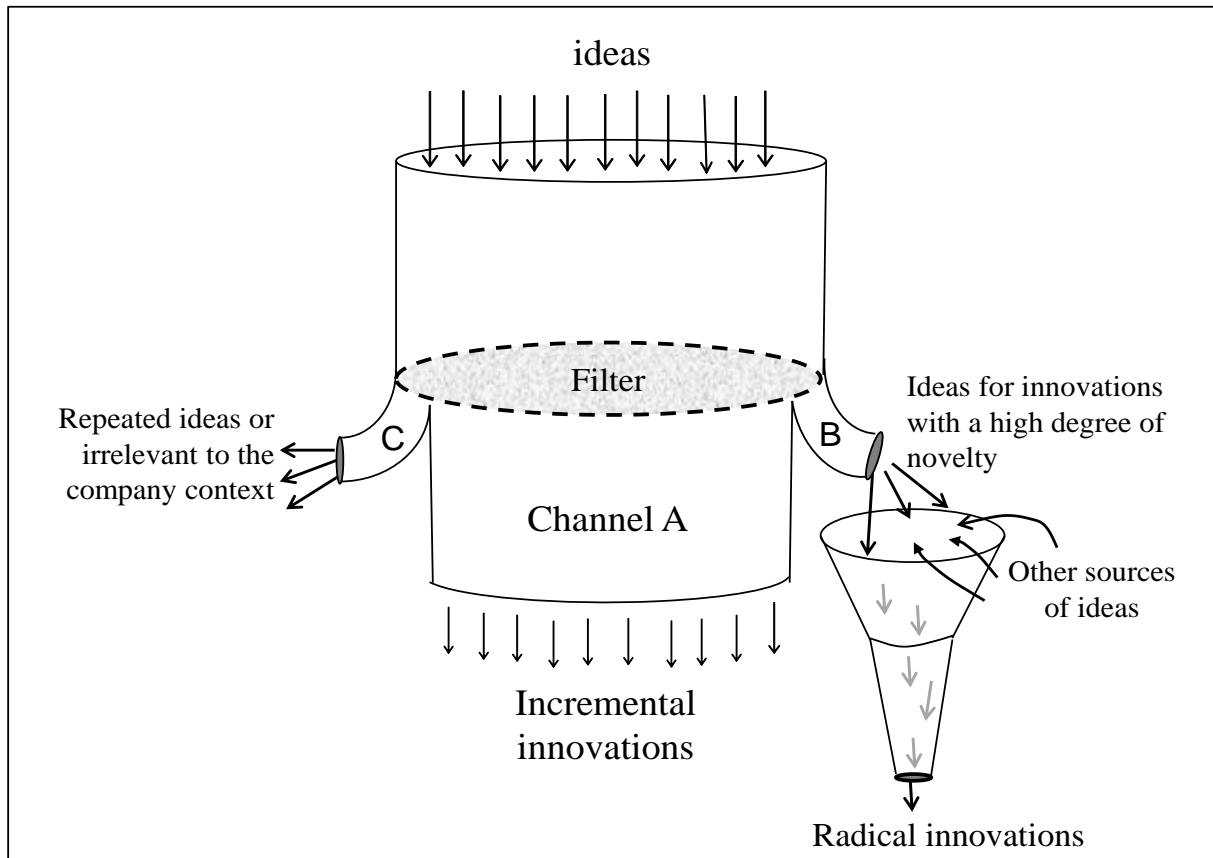 ideas
Filter
Repeated ideas or
irrelevant to the
company context
C
B
Ideas for innovations
with a high degree of
novelty
Channel A
Other sources
of ideas
Incremental
innovations
Radical innovations